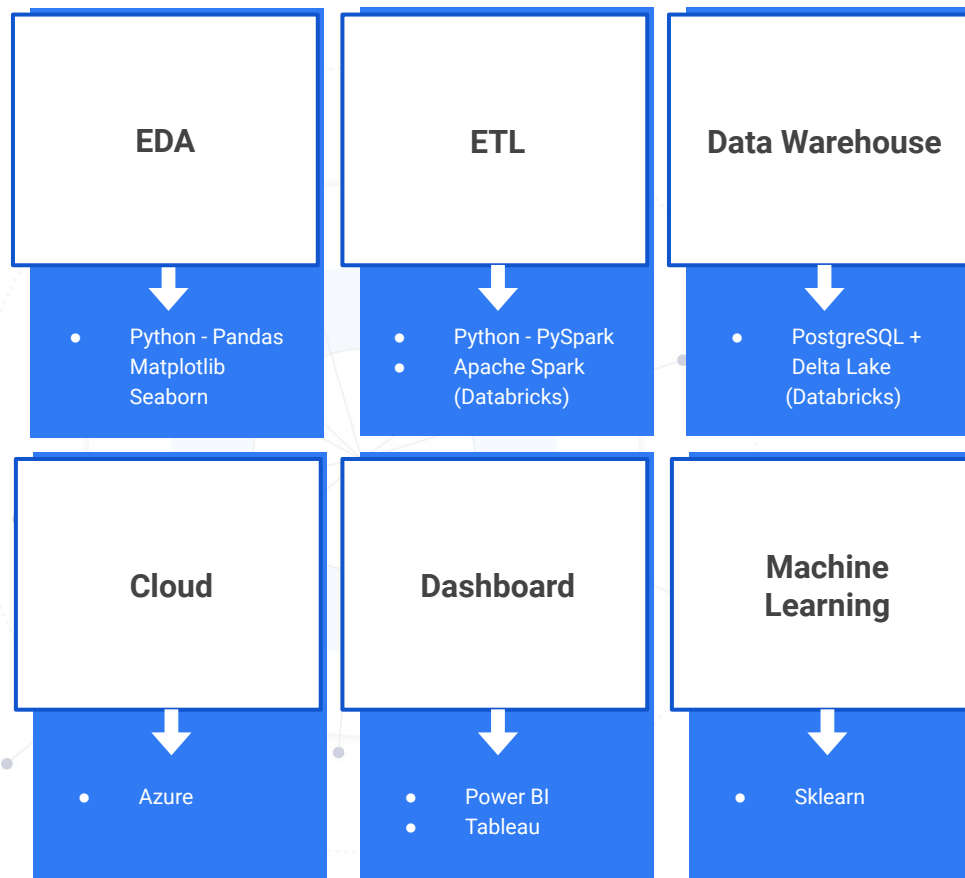 EDA
● Python - Pandas
Matplotlib
Seaborn
ETL
● Python - PySpark
● Apache Spark
(Databricks)
Data Warehouse
● PostgreSQL +
Delta Lake
(Databricks)
Cloud
● Azure
Dashboard
● Power BI
● Tableau
Machine
Learning
● Sklearn